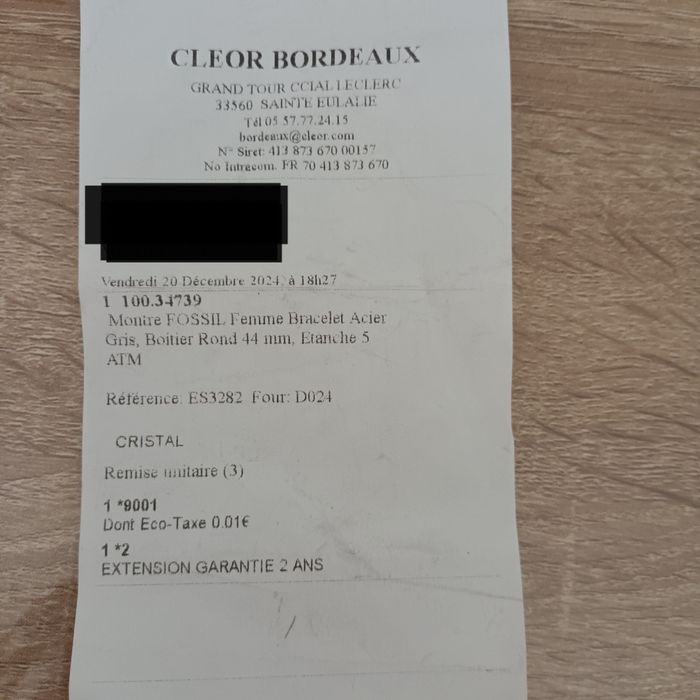 CLEOR BORDEAUX
GRAND TOUR CCIAL LECLERC
33560 SAINTE EULALIE
Tél 05 57.77.24.15
bordeaux@cleor.com
N° Siret: 413 873 670 00157
No Intracom. FR 70 413 873 670
Vendredi 20 Décembre 2024, à 18h27
1 100.34739
Montre FOSSIL Femme Bracelet Acier
Gris, Boitier Rond 44 mm, Etanche 5
ATM
Référence: ES3282 Four: D024
CRISTAL
Remise unitaire (3)
1 *9001
Dont Eco-Taxe 0.01€
1 *2
EXTENSION GARANTIE 2 ANS